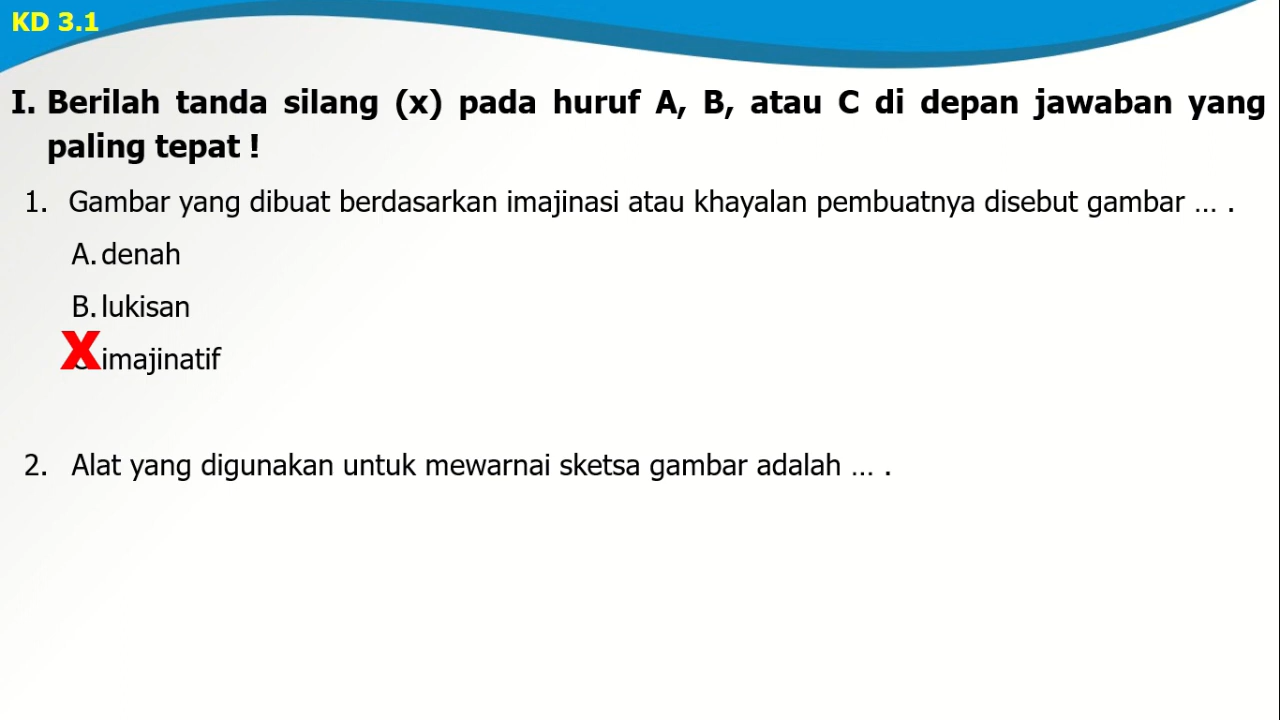 KD 3.1
I. Berilah tanda silang (x) pada huruf A, B, atau C di depan jawaban yang
paling tepat !
1. Gambar yang dibuat berdasarkan imajinasi atau khayalan pembuatnya disebut gambar ... .
A. denah
B. lukisan
X imajinatif
2. Alat yang digunakan untuk mewarnai sketsa gambar adalah ... .